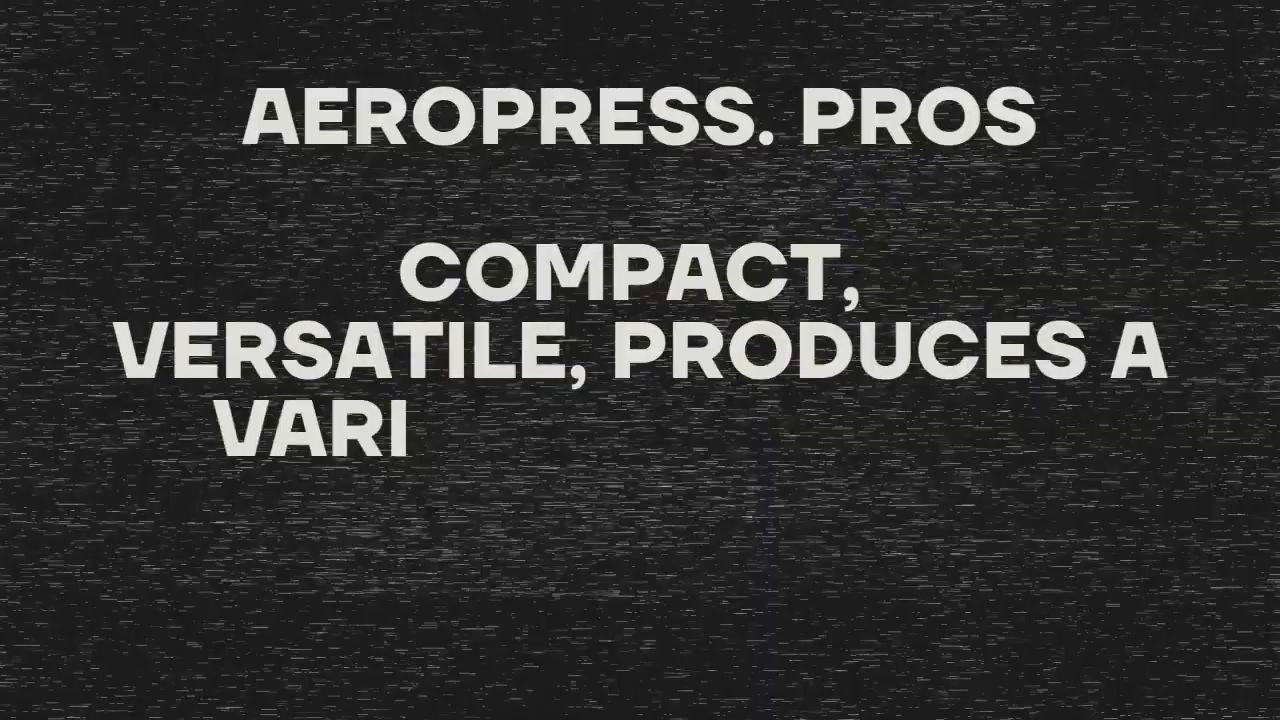 AEROPRESS. PROS
COMPACT,
VERSATILE, PRODUCES A
VARI